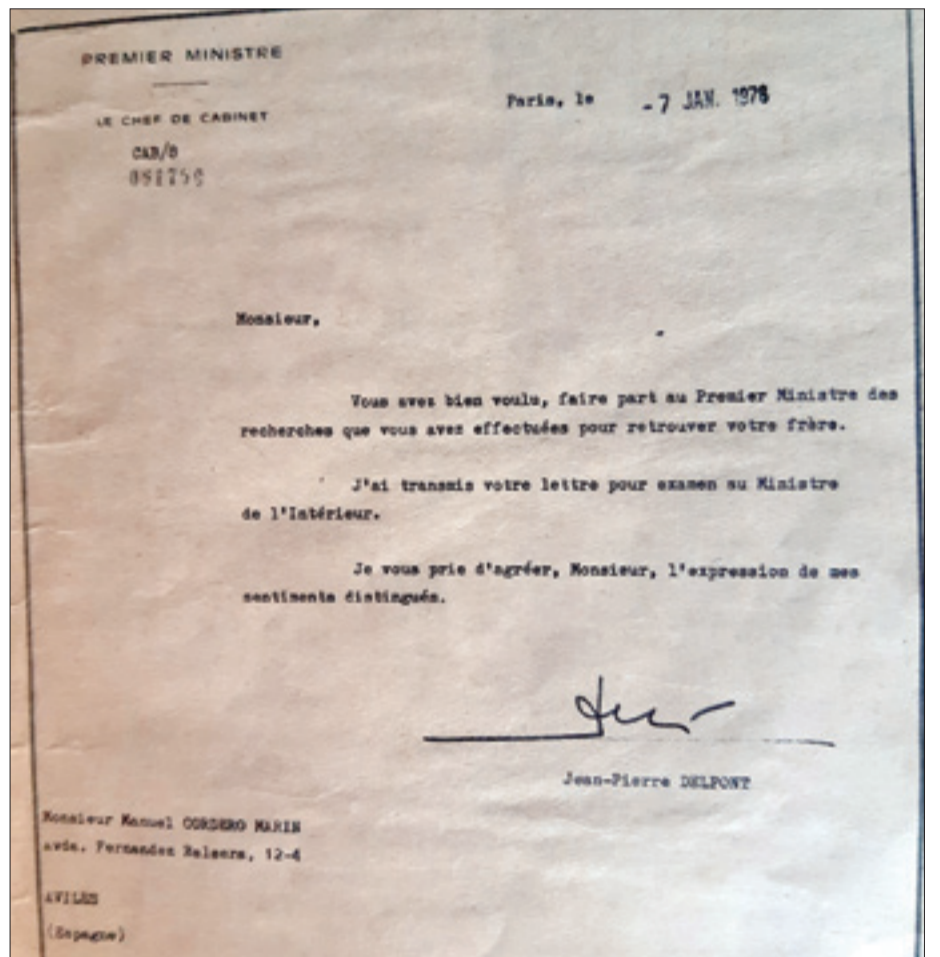 PREMIER MINISTRE
Paris, le - 7 JAN. 1976
LE CHEF DE CABINET
CAB/
Monsieur,
Vous avez bien voulu, faire part au Premier Ministre des
recherches que vous avez effectuées pour retrouver votre frère.
J'ai transmis votre lettre pour examen au Ministre
de l'Intérieur.
Je vous prie d'agréer, Monsieur, l'expression de mes
sentiments distingués.
Jean-Pierre DELPONT
Monsieur Manuel CORDERO MARIN
avda. Fernandez 12-4
AVILES
(Espagne)